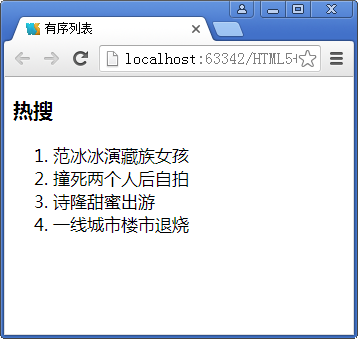 有序列表
localhost:63342/HTML5
热搜
1. 范冰冰演藏族女孩
2. 撞死两个人后自拍
3. 诗隆甜蜜出游
4. 一线城市楼市退烧